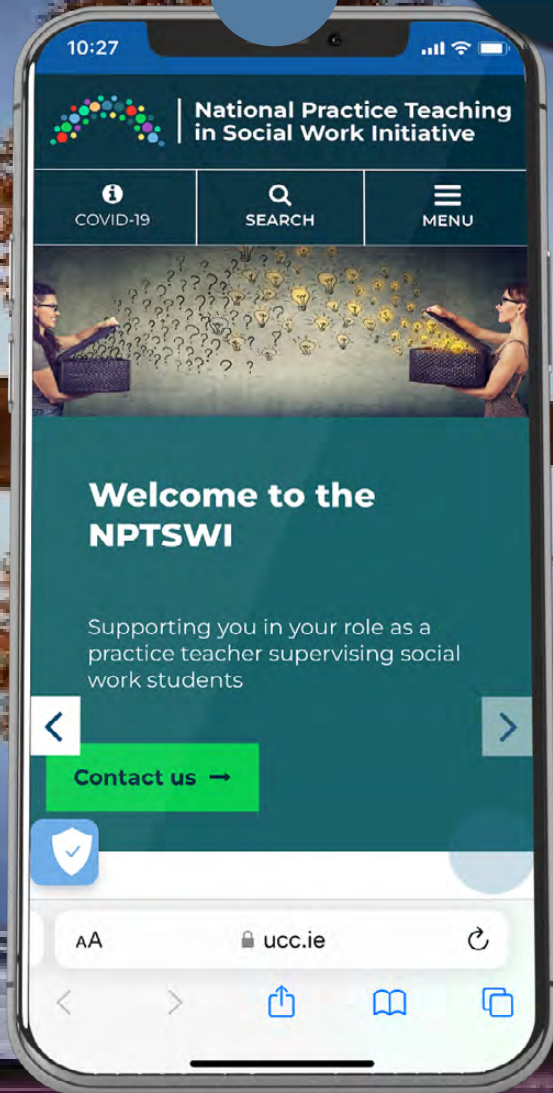 10:27
National Practice Teaching
in Social Work Initiative
COVID-19
SEARCH
MENU
Welcome to the
NPTSWI
Supporting you in your role as a
practice teacher supervising social
work students
Contact us →
AA
ucc.ie